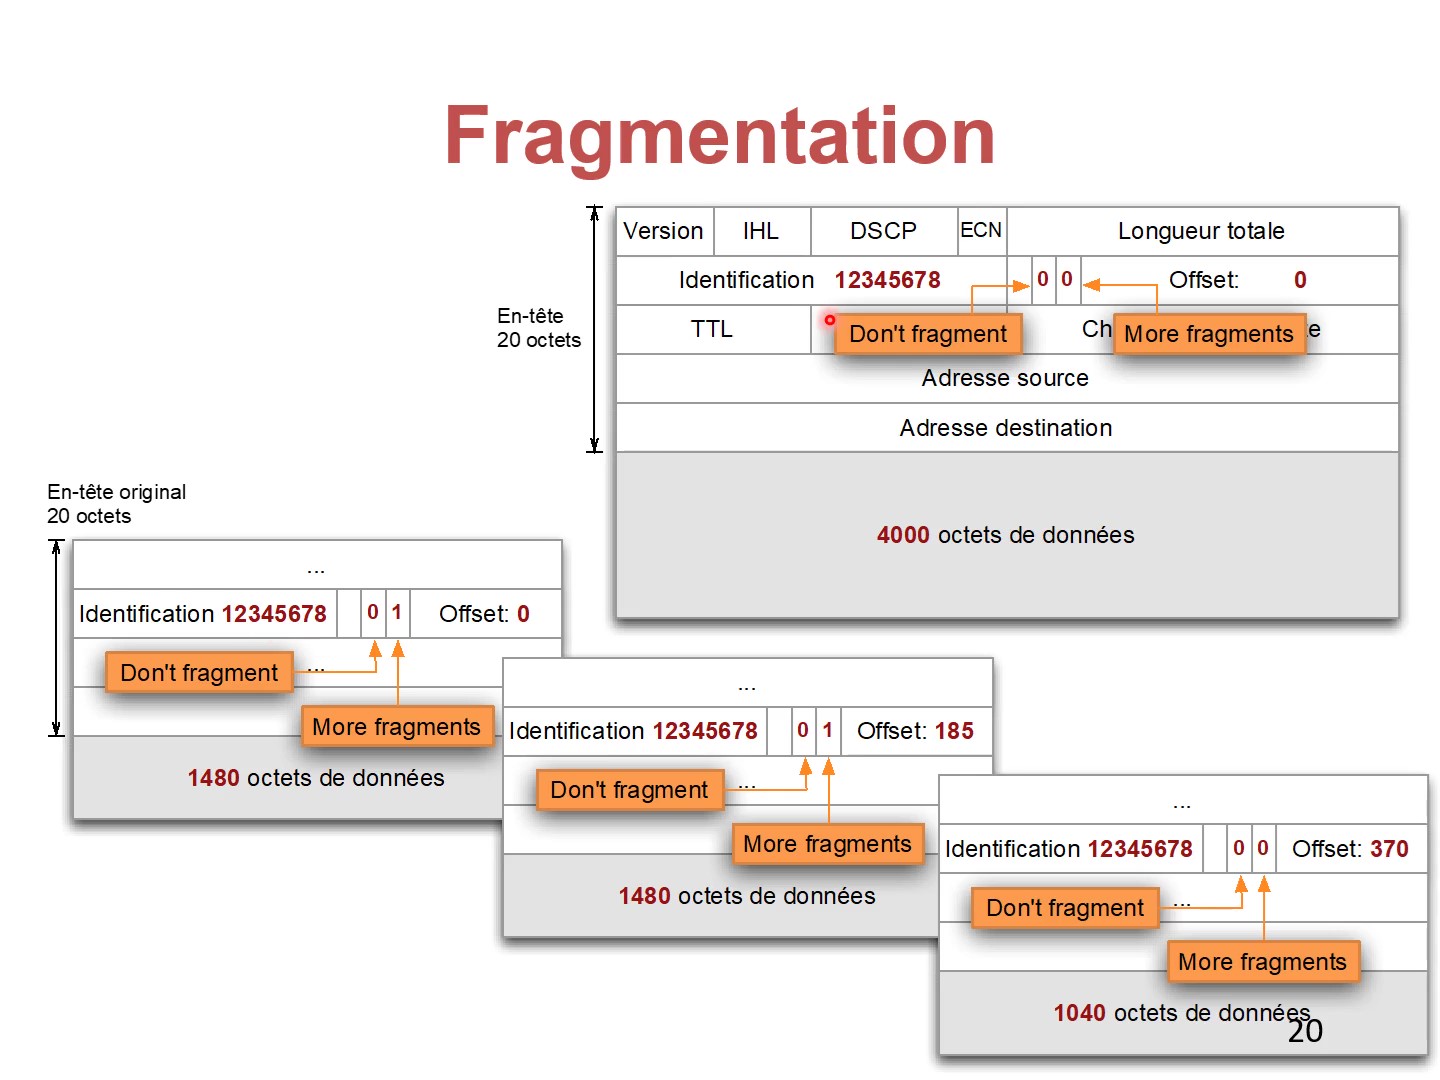 Fragmentation
Version IHL DSCP ECN Longueur totale
Identification 12345678 0 0 Offset: 0
En-tête
20 octets
TTL Don't fragment Ch More fragments e
Adresse source
Adresse destination
4000 octets de données
En-tête original
20 octets
...
Identification 12345678 0 1 Offset: 0
Don't fragment ...
More fragments
1480 octets de données
...
Identification 12345678 0 1 Offset: 185
Don't fragment ...
More fragments
1480 octets de données
...
Identification 12345678 0 0 Offset: 370
Don't fragment ...
More fragments
1040 octets de données
20